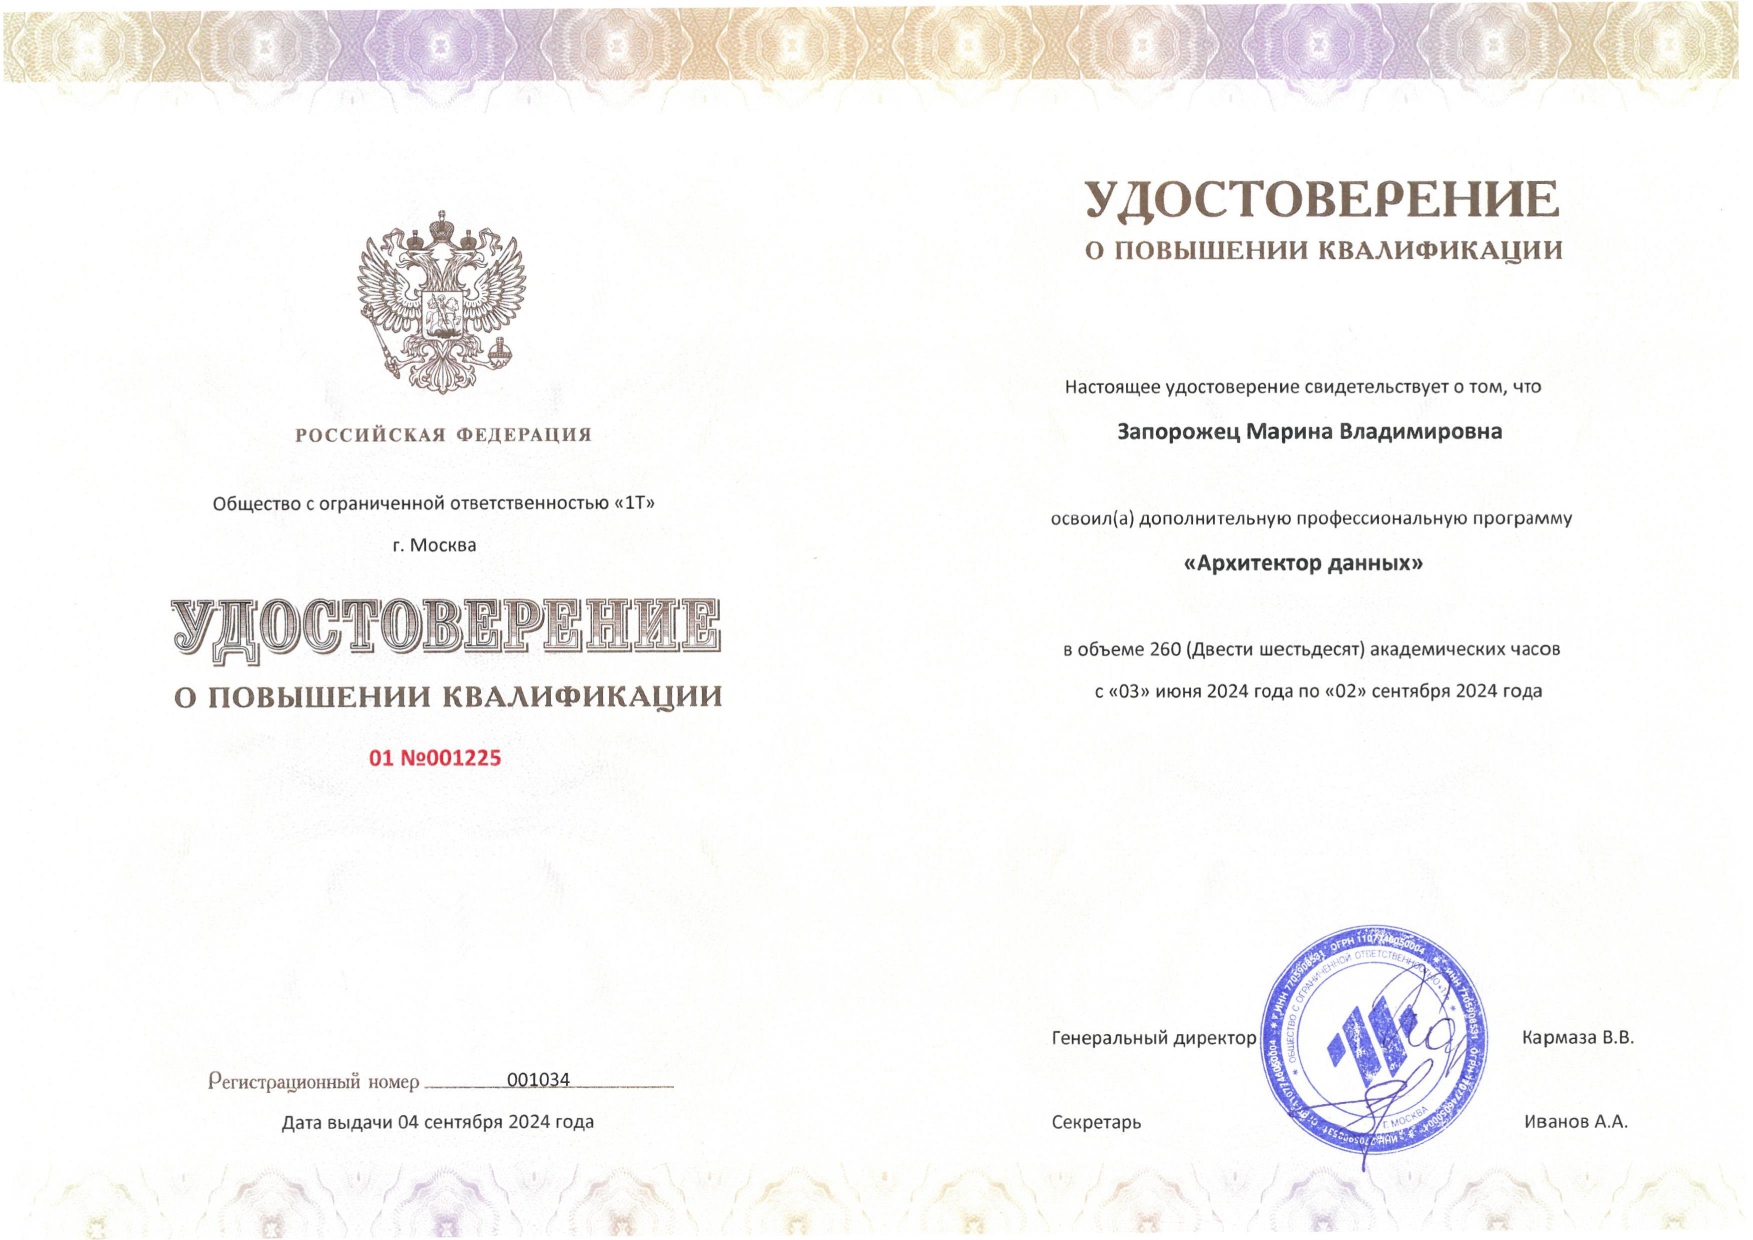 РОССИЙСКАЯ ФЕДЕРАЦИЯ
Общество с ограниченной ответственностью «1Т»
г. Москва
УДОСТОВЕРЕНИЕ
О ПОВЫШЕНИИ КВАЛИФИКАЦИИ
01 №001225
Регистрационный номер 001034
Дата выдачи 04 сентября 2024 года
УДОСТОВЕРЕНИЕ
О ПОВЫШЕНИИ КВАЛИФИКАЦИИ
Настоящее удостоверение свидетельствует о том, что
Запорожец Марина Владимировна
освоил(а) дополнительную профессиональную программу
«Архитектор данных»
в объеме 260 (Двести шестьдесят) академических часов
с «03» июня 2024 года по «02» сентября 2024 года
Генеральный директор
Кармаза В.В.
Секретарь
Иванов А.А.
ИНН 7705908531 ОГРН 1107746050004
ОБЩЕСТВО С ОГРАНИЧЕННОЙ ОТВЕТСТВЕННОСТЬЮ
Г. МОСКВА